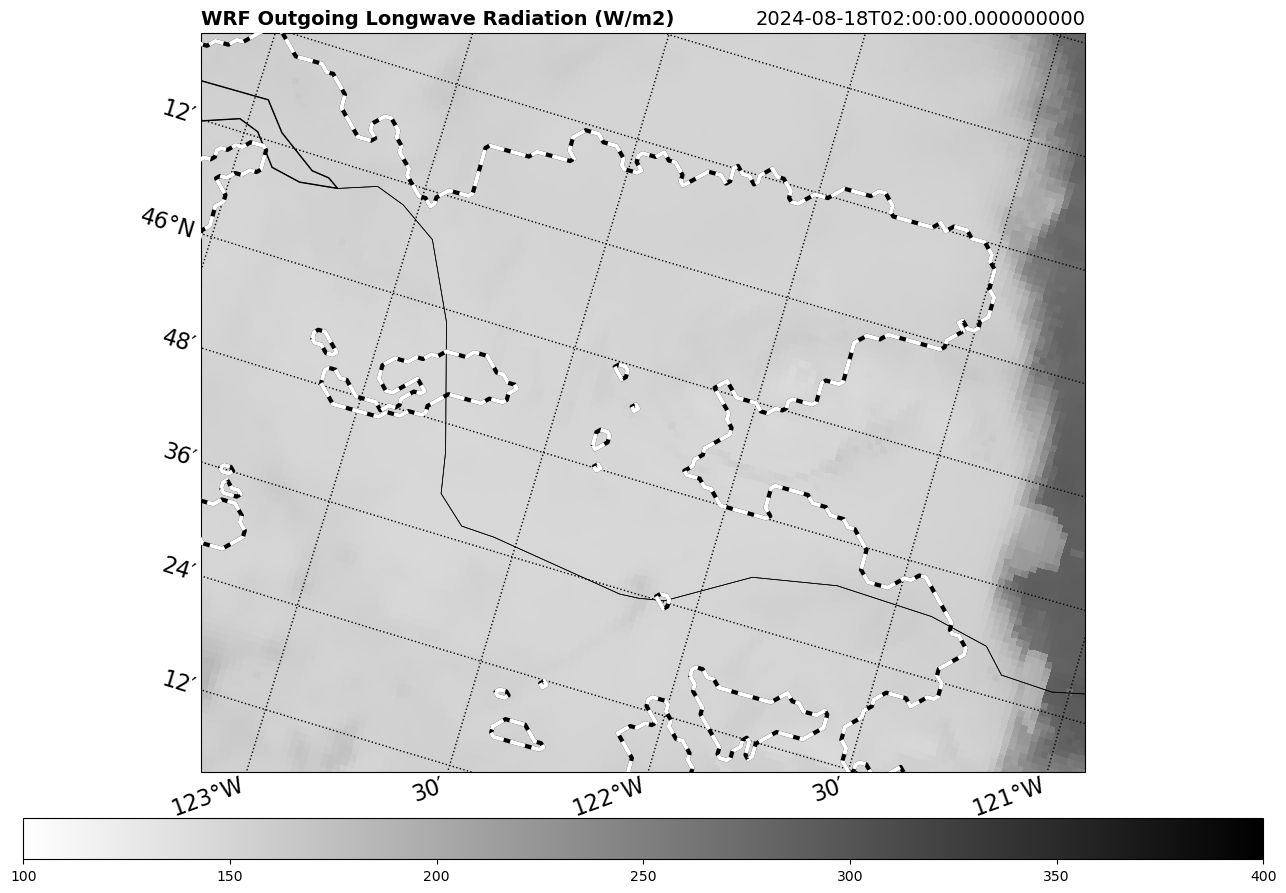 WRF Outgoing Longwave Radiation (W/m2) 2024-08-18T02:00:00.000000000
12′
46°N
48′
36′
24′
12′
123°W 30′ 122°W 30′ 121°W
100 150 200 250 300 350 400